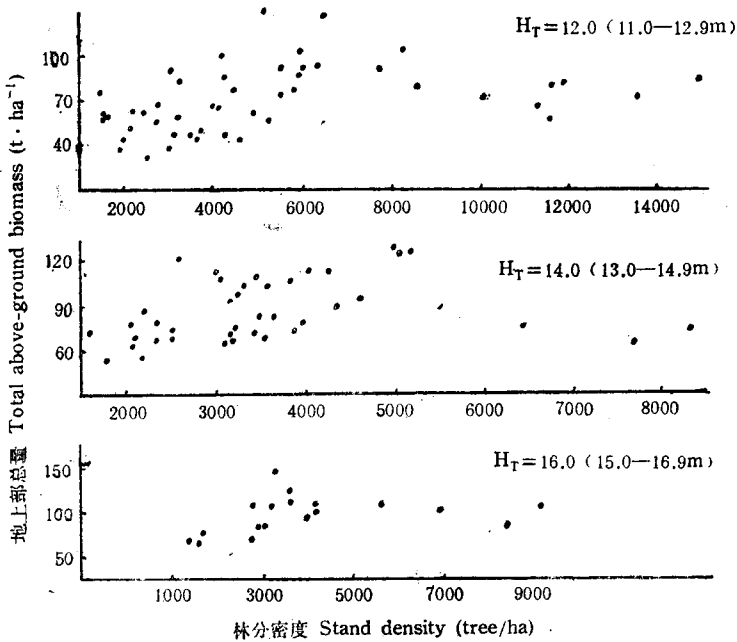 地上部总量 Total above-ground biomass (t · ha⁻¹)
H_T=12.0 (11.0—12.9m)
100
70
40
2000 4000 6000 8000 10000 12000 14000
H_T=14.0 (13.0—14.9m)
120
90
60
2000 3000 4000 5000 6000 7000 8000
H_T=16.0 (15.0—16.9m)
150
100
50
1000 3000 5000 7000 9000
林分密度 Stand density (tree/ha)